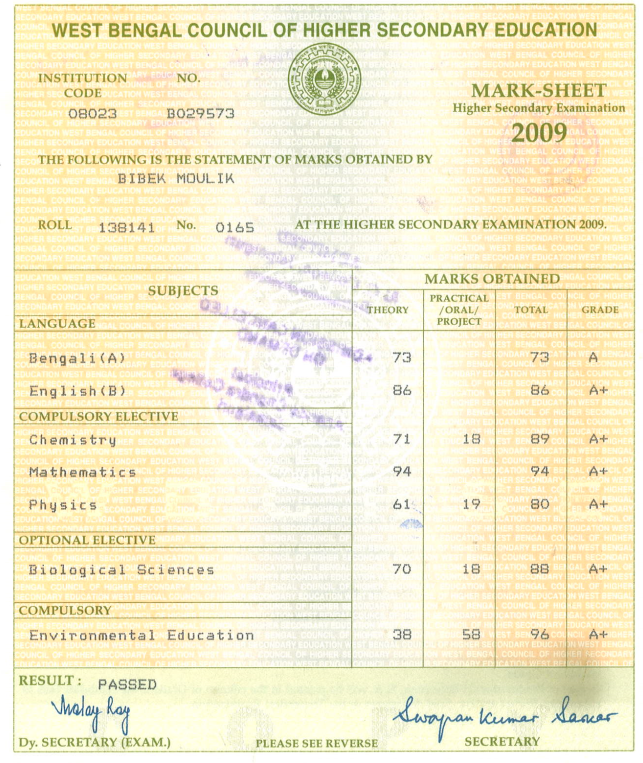 WEST BENGAL COUNCIL OF HIGHER SECONDARY EDUCATION
INSTITUTION CODE NO.
08023 B029573
MARK-SHEET
Higher Secondary Examination
2009
THE FOLLOWING IS THE STATEMENT OF MARKS OBTAINED BY
BIBEK MOULIK
ROLL 138141 No. 0165 AT THE HIGHER SECONDARY EXAMINATION 2009.
SUBJECTS MARKS OBTAINED
THEORY PRACTICAL /ORAL/ PROJECT TOTAL GRADE
LANGUAGE
Bengali(A) 73 73 A
English(B) 86 86 A+
COMPULSORY ELECTIVE
Chemistry 71 18 89 A+
Mathematics 94 94 A+
Physics 61 19 80 A+
OPTIONAL ELECTIVE
Biological Sciences 70 18 88 A+
COMPULSORY
Environmental Education 38 58 96 A+
RESULT : PASSED
Swapan Kumar Sarkar
Dy. SECRETARY (EXAM.) PLEASE SEE REVERSE SECRETARY